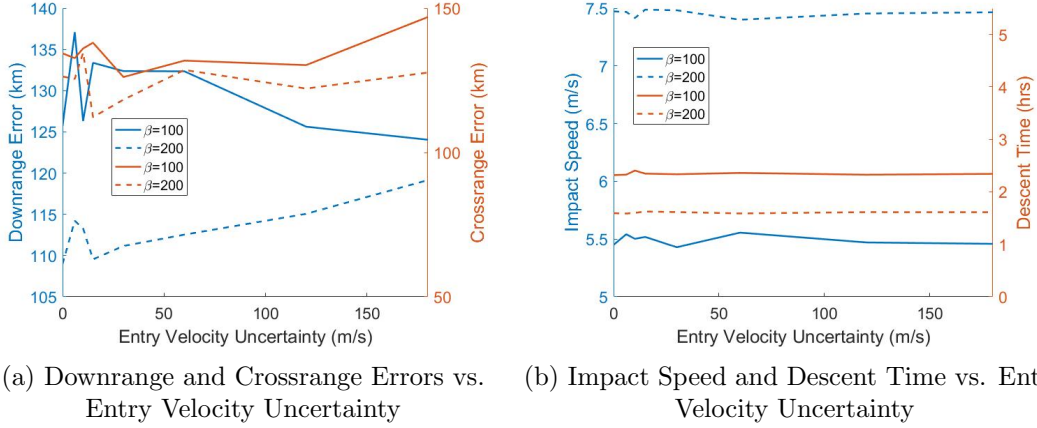 140
135
130
125
120
115
110
105
Downrange Error (km)
150
100
50
Crossrange Error (km)
β=100
β=200
β=100
β=200
0
50
100
150
Entry Velocity Uncertainty (m/s)
(a) Downrange and Crossrange Errors vs.
Entry Velocity Uncertainty
7.5
7
6.5
6
5.5
5
Impact Speed (m/s)
5
4
3
2
1
0
Descent Time (hrs)
β=100
β=200
β=100
β=200
0
50
100
150
Entry Velocity Uncertainty (m/s)
(b) Impact Speed and Descent Time vs. Ent
Velocity Uncertainty